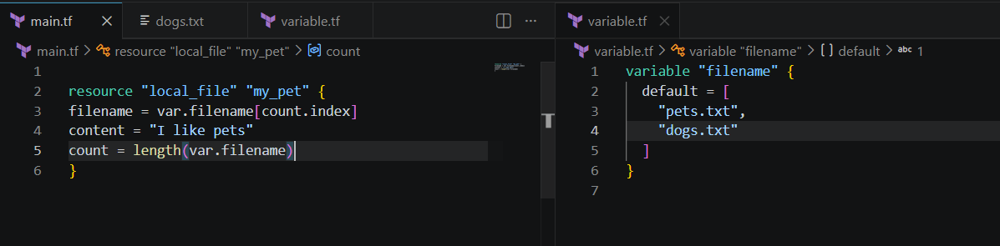 main.tf
dogs.txt
variable.tf
main.tf > resource "local_file" "my_pet" > count
1
2 resource "local_file" "my_pet" {
3 filename = var.filename[count.index]
4 content = "I like pets"
5 count = length(var.filename)
6 }
variable.tf
variable.tf > variable "filename" > [ ] default > abc 1
1 variable "filename" {
2 default = [
3 "pets.txt",
4 "dogs.txt"
5 ]
6 }
7